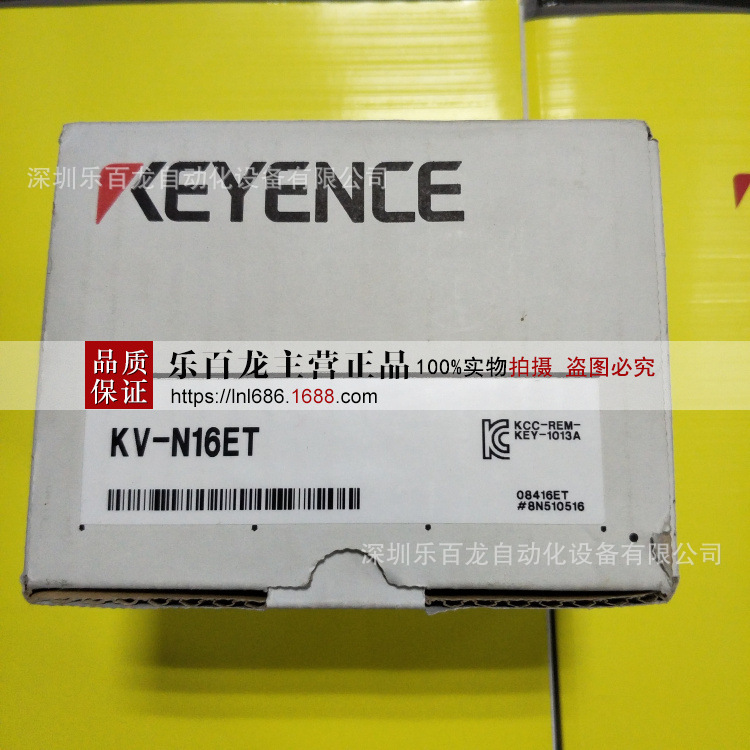 KEYENCE
深圳乐百龙自动化设备有限公司
品质
保证
乐百龙主营正品 100%实物拍摄 盗图必究
https://lnl686.1688.com/
KV-N16ET
KCC-REM-
KEY-1013A
08416ET
#8N510516
深圳乐百龙自动化设备有限公司